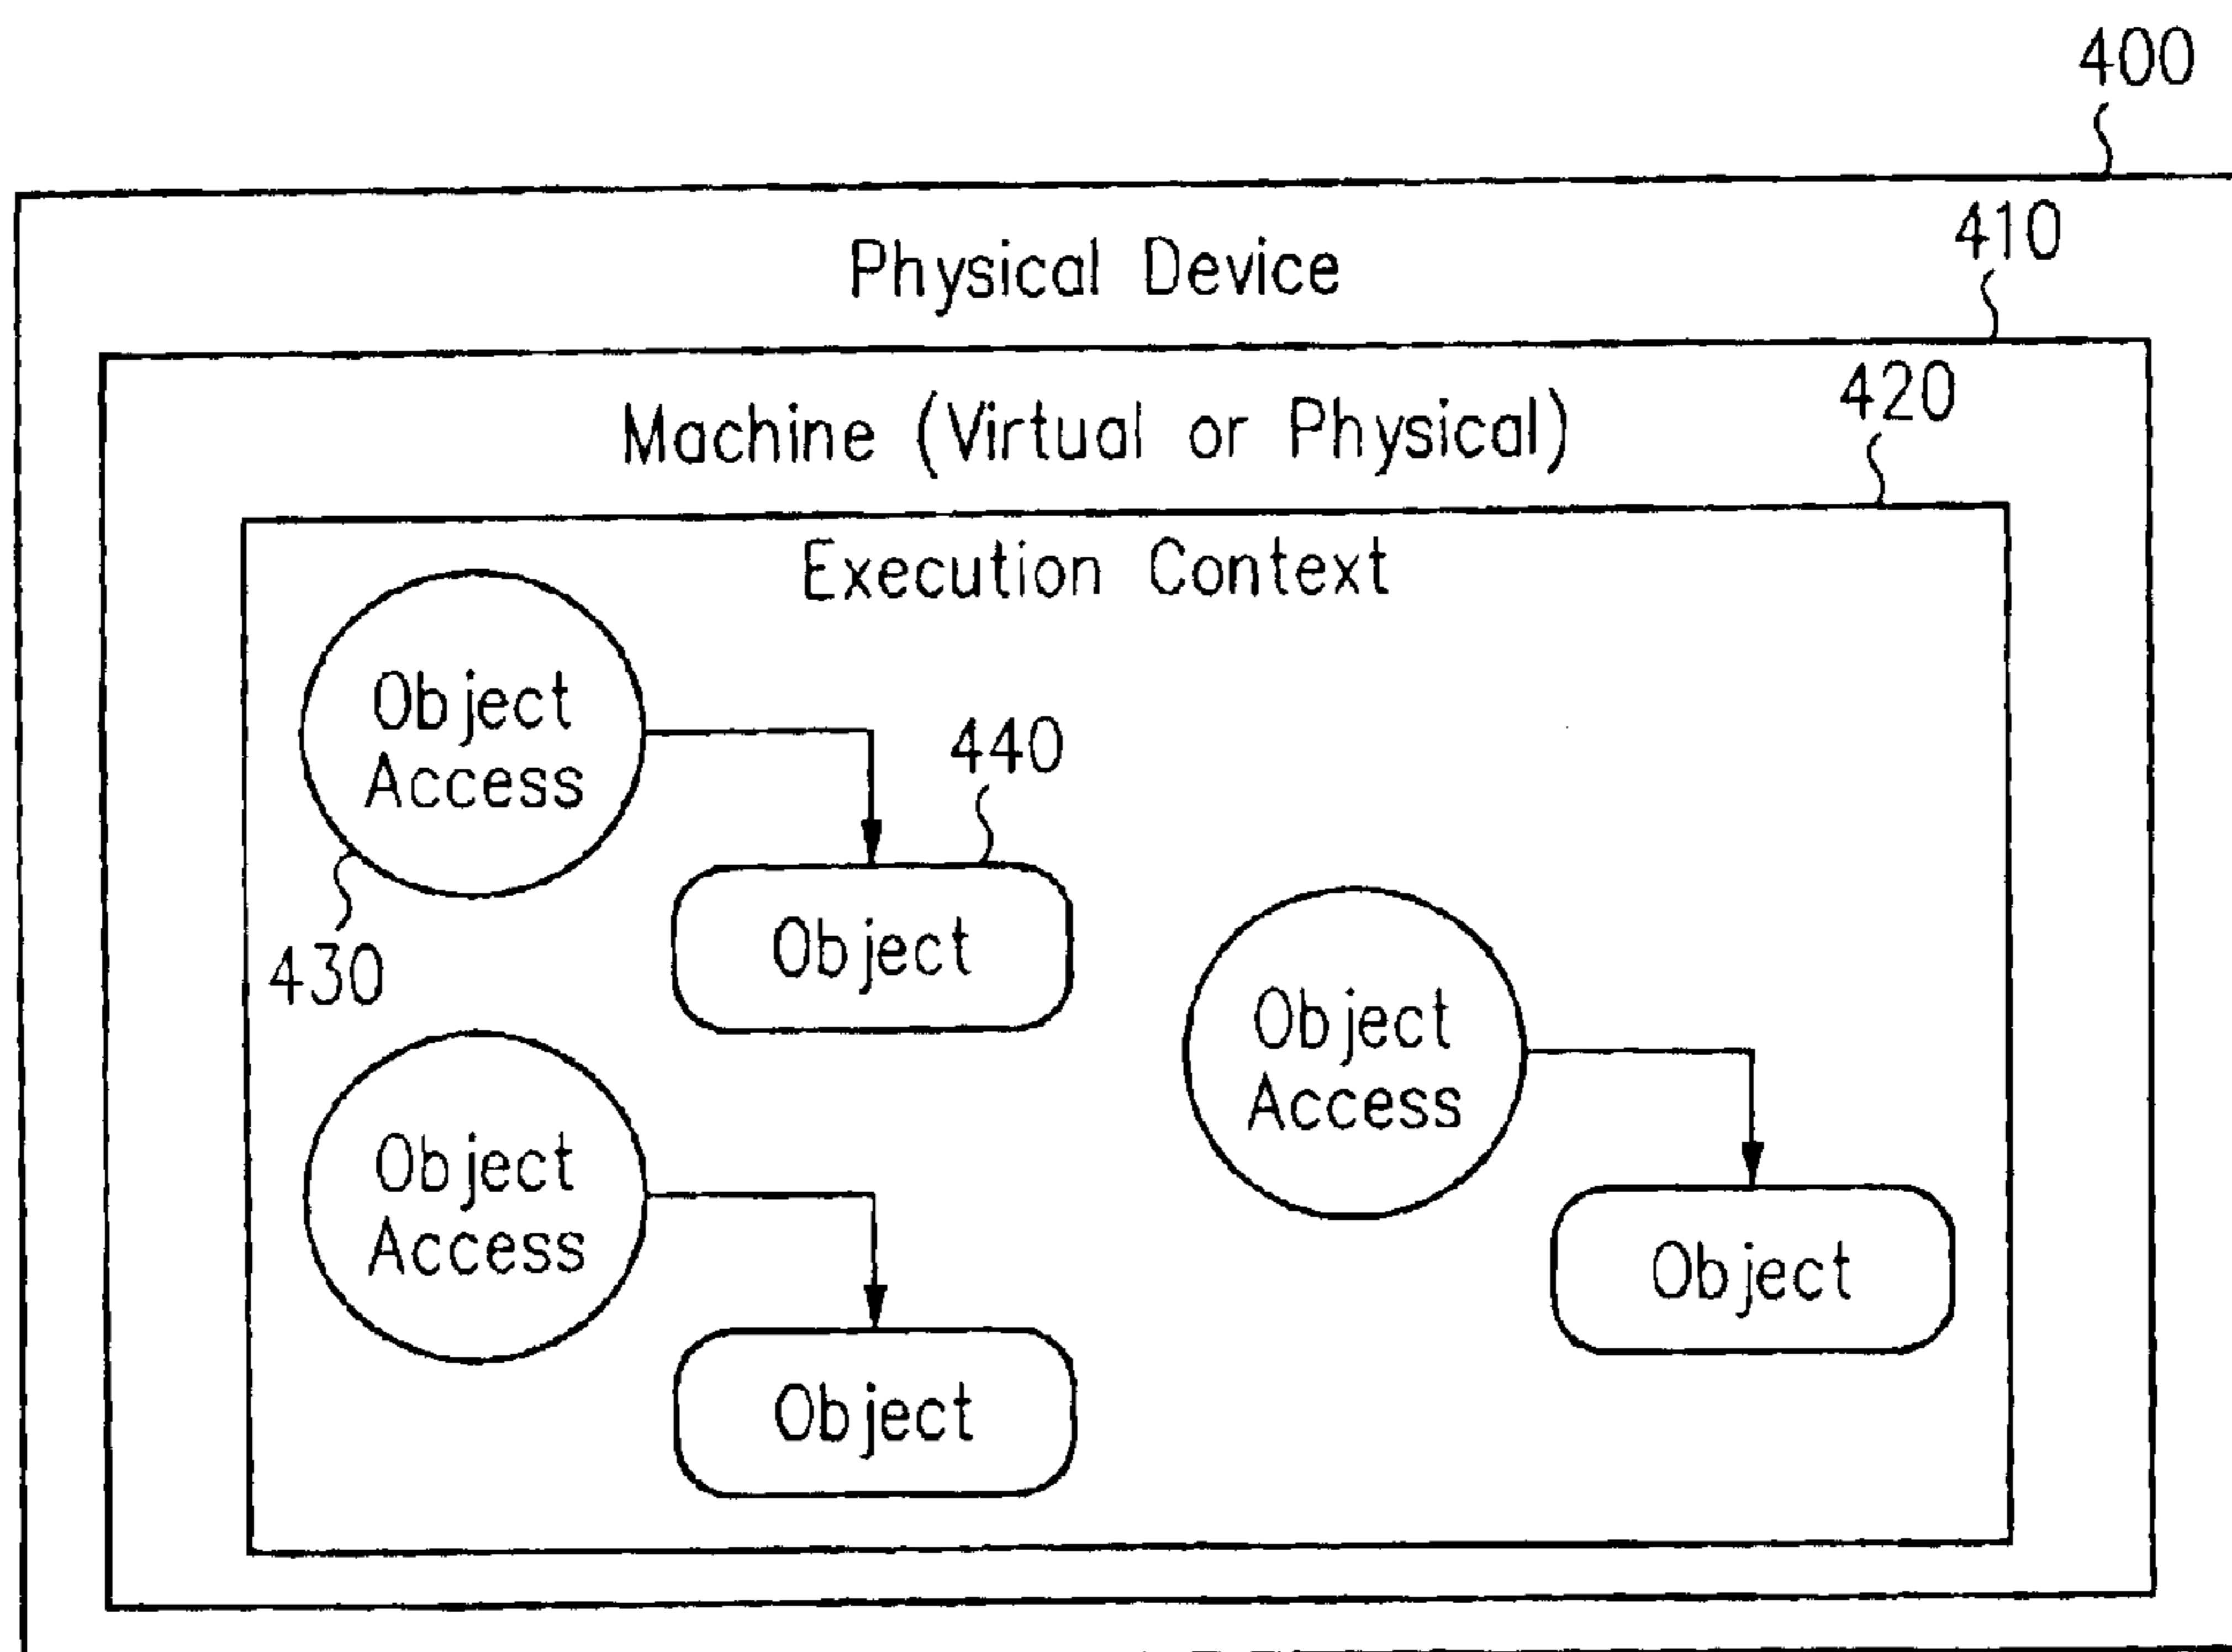 400
Physical Device
410
Machine (Virtual or Physical)
420
Execution Context
Object
Access
440
430
Object
Object
Access
Object
Access
Object
Object